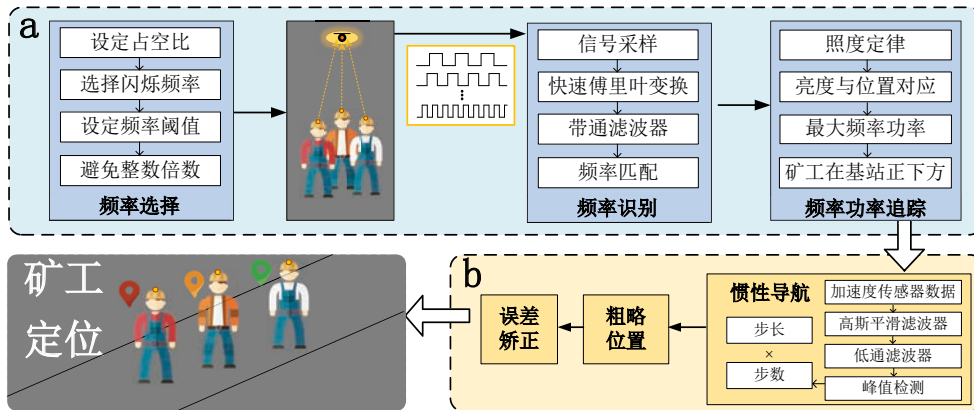 a
设定占空比
选择闪烁频率
设定频率阈值
避免整数倍数
频率选择
信号采样
快速傅里叶变换
带通滤波器
频率匹配
频率识别
照度定律
亮度与位置对应
最大频率功率
矿工在基站正下方
频率功率追踪
b
惯性导航
加速度传感器数据
高斯平滑滤波器
低通滤波器
峰值检测
步长
×
步数
粗略
位置
误差
矫正
矿工
定位